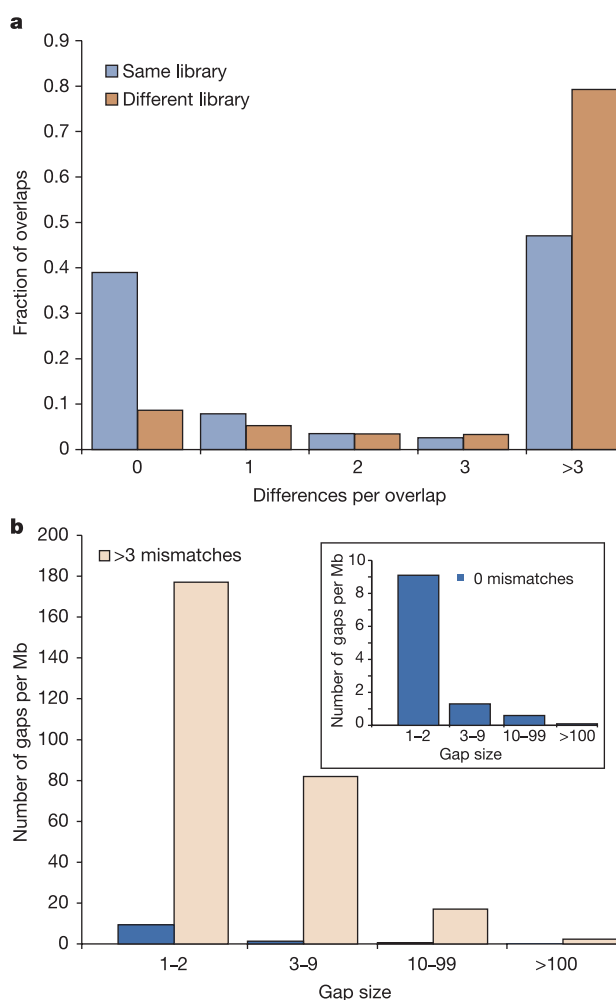 a
Fraction of overlaps
0.9
0.8
0.7
0.6
0.5
0.4
0.3
0.2
0.1
0
Same library
Different library
0 1 2 3 >3
Differences per overlap
b
Number of gaps per Mb
200
180
160
140
120
100
80
60
40
20
0
>3 mismatches
Number of gaps per Mb
10
8
6
4
2
0
0 mismatches
1–2 3–9 10–99 >100
Gap size
1–2 3–9 10–99 >100
Gap size